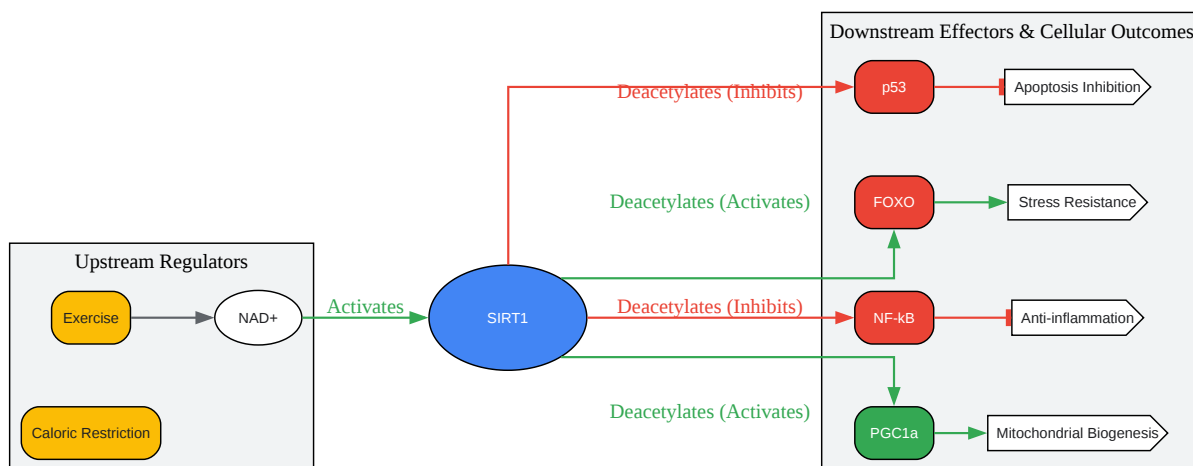 Downstream Effectors & Cellular Outcomes
p53
Deacetylates (Inhibits)
Apoptosis Inhibition
Deacetylates (Activates)
FOXO
Stress Resistance
Upstream Regulators
Exercise
NAD+
Activates
SIRT1
Deacetylates (Inhibits)
NF-kB
Anti-inflammation
Caloric Restriction
Deacetylates (Activates)
PGC1a
Mitochondrial Biogenesis